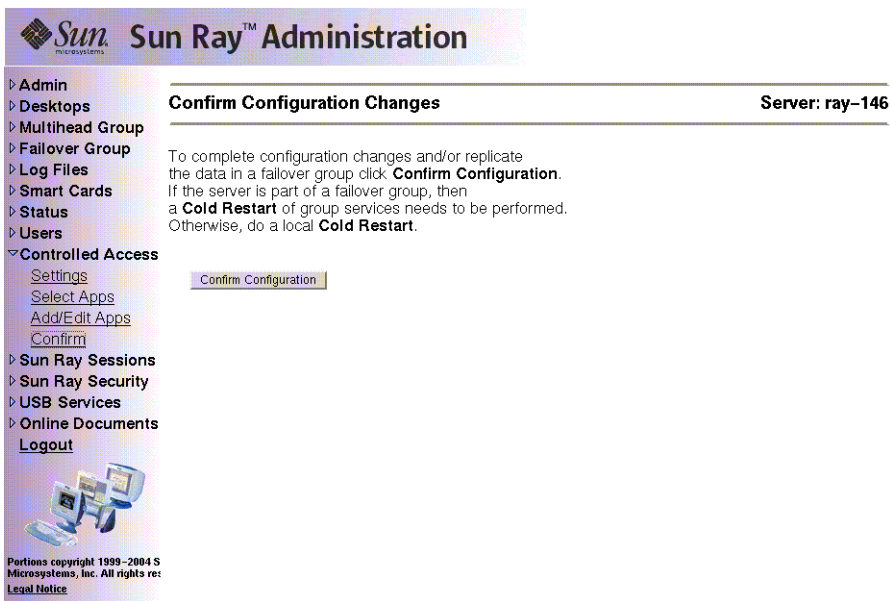 Sun microsystems
Sun Ray™ Administration
Admin
Desktops
Multihead Group
Failover Group
Log Files
Smart Cards
Status
Users
Controlled Access
Settings
Select Apps
Add/Edit Apps
Confirm
Sun Ray Sessions
Sun Ray Security
USB Services
Online Documents
Logout
Portions copyright 1999-2004 S
Microsystems, Inc. All rights res
Legal Notice
Confirm Configuration Changes
Server: ray-146
To complete configuration changes and/or replicate
the data in a failover group click Confirm Configuration.
If the server is part of a failover group, then
a Cold Restart of group services needs to be performed.
Otherwise, do a local Cold Restart.
Confirm Configuration